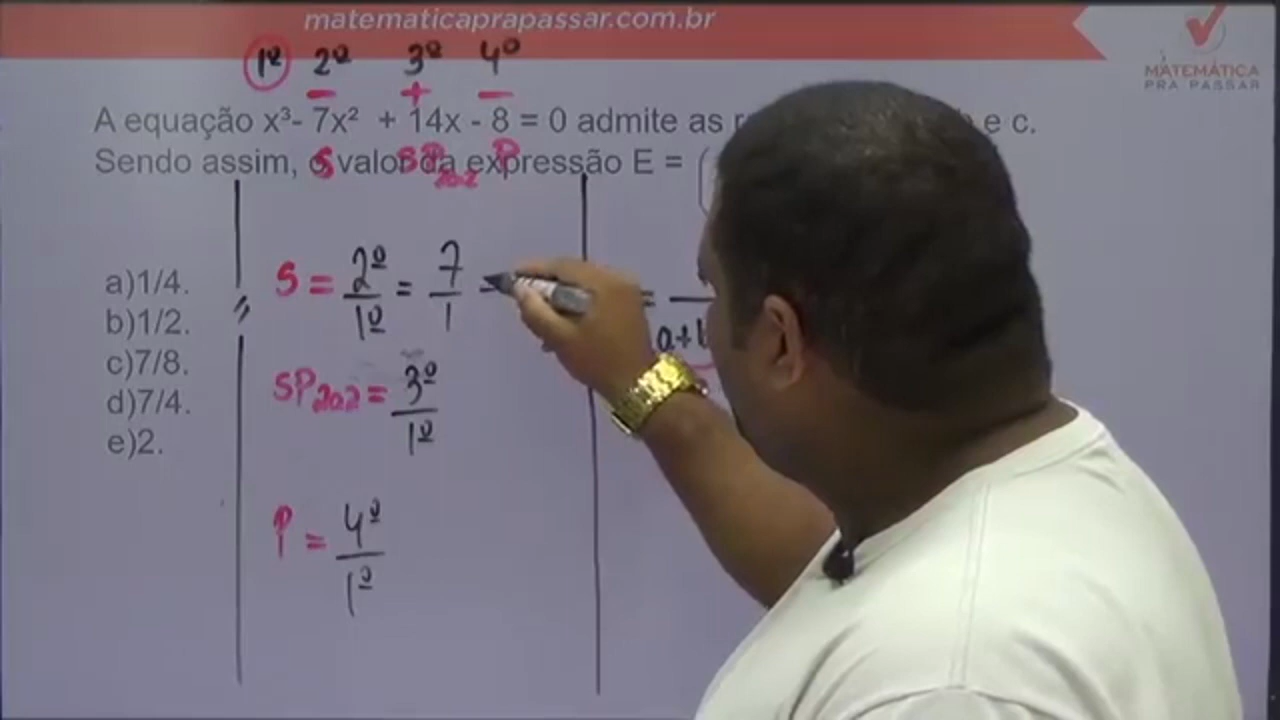 matematicaprapassar.com.br
MATEMÁTICA
PRA PASSAR
1º 2º 3º 4º
- + -
A equação x³- 7x² + 14x - 8 = 0 admite as e c.
Sendo assim, o valor da expressão E =
S SP2a2 P
a)1/4.
b)1/2.
c)7/8.
d)7/4.
e)2.
S = 2º/1º = 7/1
SP2a2 = 3º/1º
P = 4º/1º
=
a+b